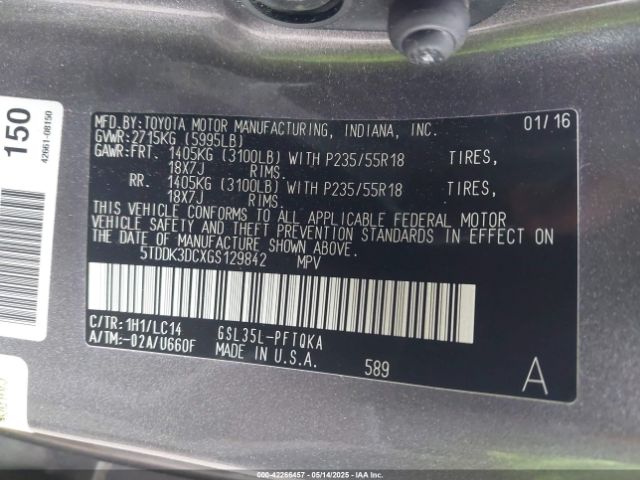 150
42661-08150
MFD.BY:TOYOTA MOTOR MANUFACTURING, INDIANA, INC. 01/16
GVWR:2715KG (5995LB)
GAWR:FRT. 1405KG (3100LB) WITH P235/55R18 TIRES,
18X7J RIMS.
RR. 1405KG (3100LB) WITH P235/55R18 TIRES,
18X7J RIMS.
THIS VEHICLE CONFORMS TO ALL APPLICABLE FEDERAL MOTOR
VEHICLE SAFETY AND THEFT PREVENTION STANDARDS IN EFFECT ON
THE DATE OF MANUFACTURE SHOWN ABOVE.
5TDDK3DCXGS129842 MPV
C/TR:1H1/LC14 GSL35L-PFTQKA
A/TM:-02A/U660F MADE IN U.S.A.
589 A
000-42266457 - 05/14/2025 - IAAI.COM